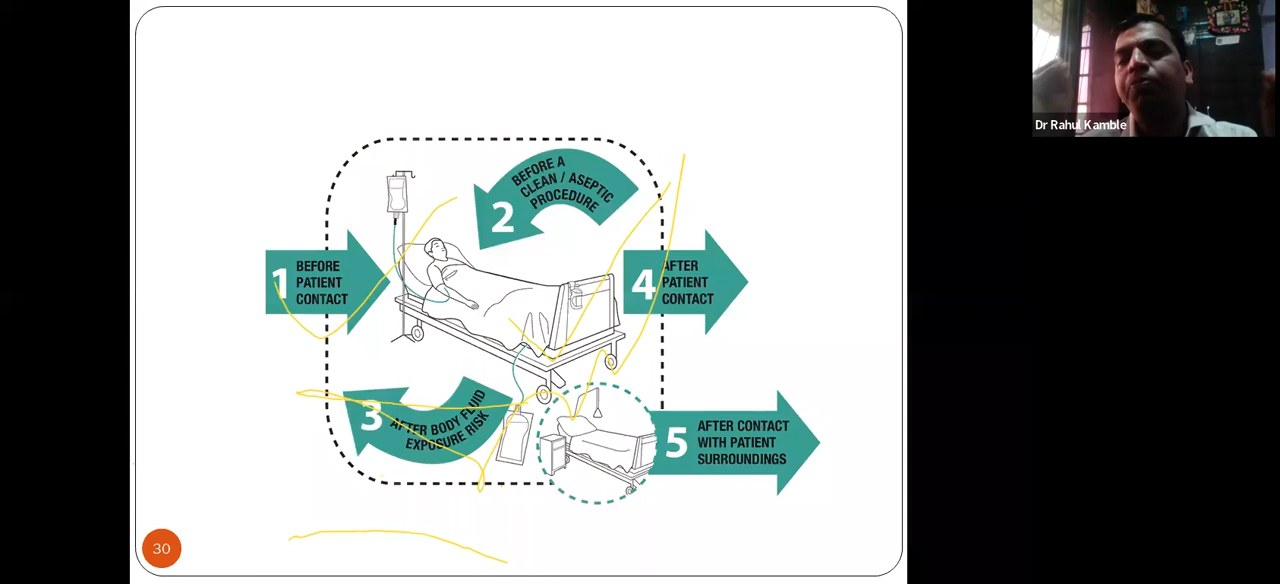 Dr Rahul Kamble
1
BEFORE
PATIENT
CONTACT
2
BEFORE A
CLEAN / ASEPTIC
PROCEDURE
3
AFTER BODY FLUID
EXPOSURE RISK
4
AFTER
PATIENT
CONTACT
5
AFTER CONTACT
WITH PATIENT
SURROUNDINGS
30